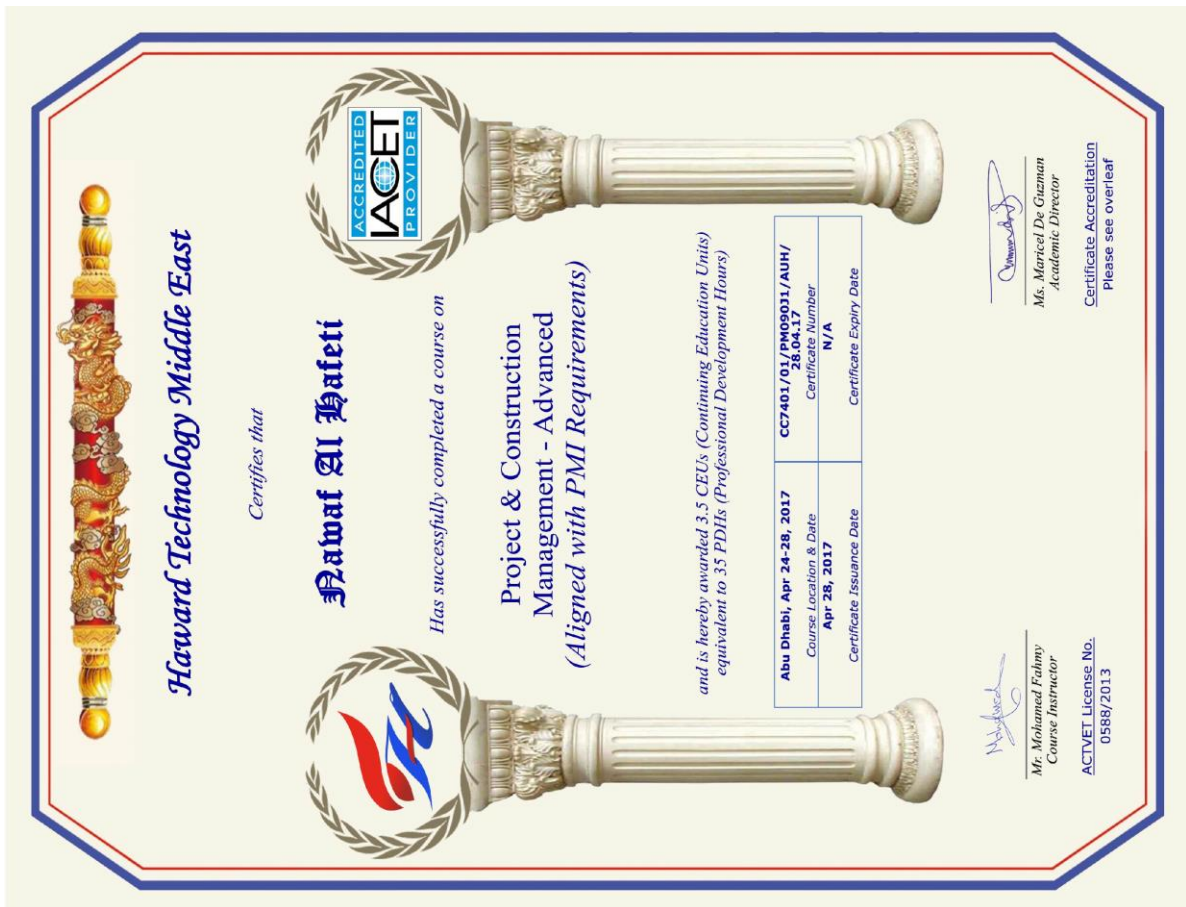 Haward Technology Middle East
Certifies that
Nawaf Al Hafeti
ACCREDITED
IACET
PROVIDER
Has successfully completed a course on
Project & Construction
Management - Advanced
(Aligned with PMI Requirements)
and is hereby awarded 3.5 CEUs (Continuing Education Units)
equivalent to 35 PDHs (Professional Development Hours)
Abu Dhabi, Apr 24-28, 2017
Course Location & Date
CC7401/01/PM09031/AUH/
28.04.17
Certificate Number
Apr 28, 2017
Certificate Issuance Date
N/A
Certificate Expiry Date
Mr. Mohamed Fahmy
Course Instructor
Ms. Maricel De Guzman
Academic Director
ACTVET License No.
0588/2013
Certificate Accreditation
Please see overleaf